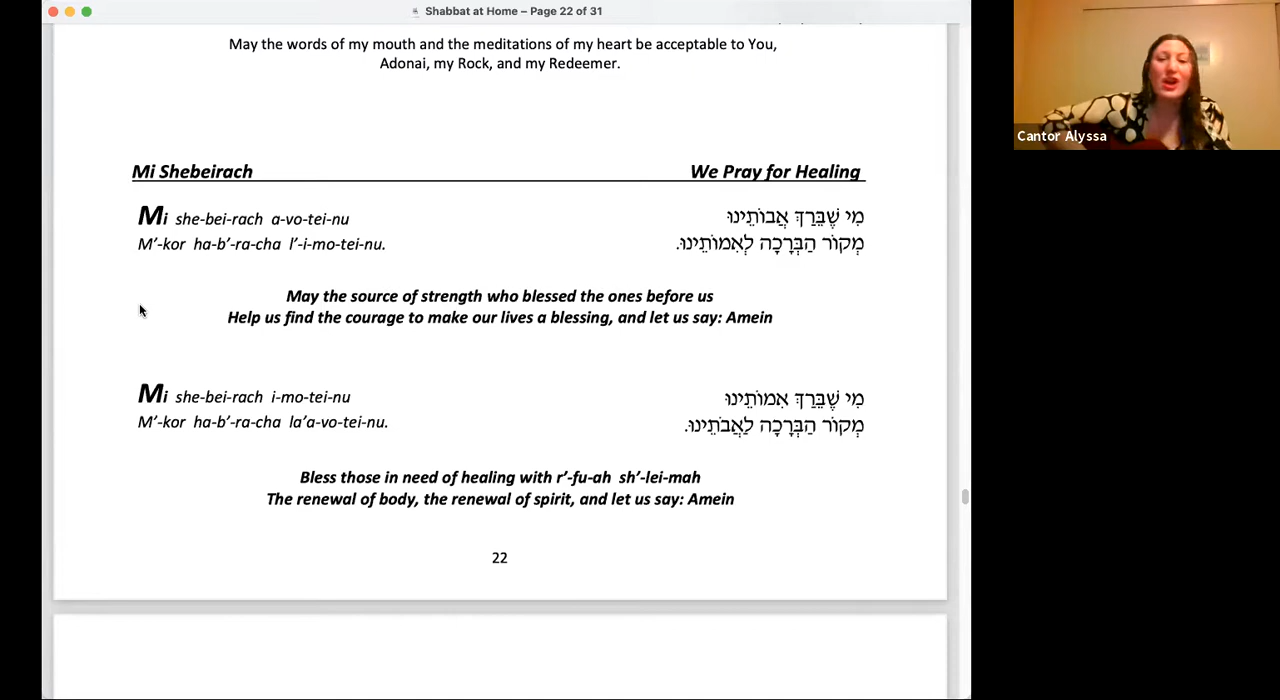 Shabbat at Home – Page 22 of 31
May the words of my mouth and the meditations of my heart be acceptable to You,
Adonai, my Rock, and my Redeemer.
Mi Shebeirach We Pray for Healing
Mi she-bei-rach a-vo-tei-nu
M’-kor ha-b’-ra-cha l’-i-mo-tei-nu.
מִי שֶׁבֵּרַךְ אֲבוֹתֵינוּ
מְקוֹר הַבְּרָכָה לְאִמּוֹתֵינוּ.
May the source of strength who blessed the ones before us
Help us find the courage to make our lives a blessing, and let us say: Amein
Mi she-bei-rach i-mo-tei-nu
M’-kor ha-b’-ra-cha la’a-vo-tei-nu.
מִי שֶׁבֵּרַךְ אִמּוֹתֵינוּ
מְקוֹר הַבְּרָכָה לַאֲבֹתֵינוּ.
Bless those in need of healing with r’-fu-ah sh’-lei-mah
The renewal of body, the renewal of spirit, and let us say: Amein
22
Cantor Alyssa